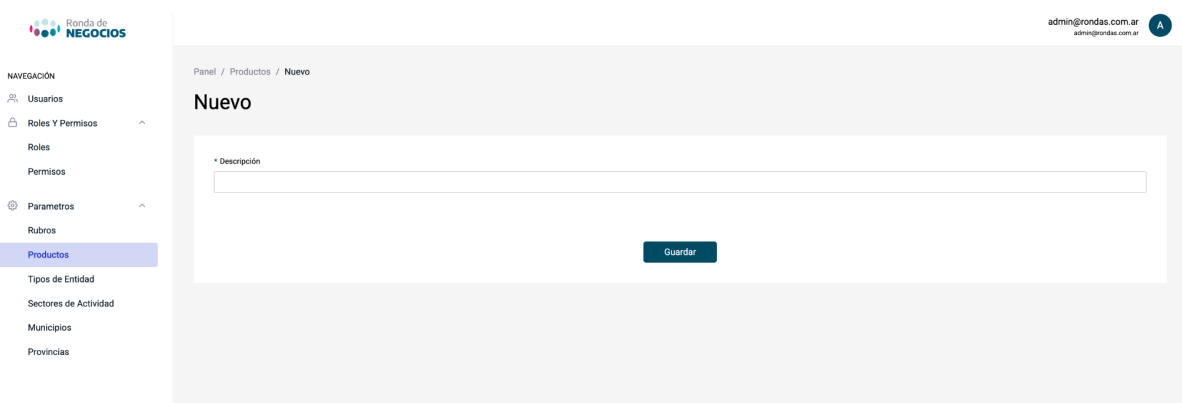 Ronda de
NEGOCIOS
admin@rondas.com.ar
admin@rondas.com.ar
A
NAVEGACIÓN
Usuarios
Roles Y Permisos
Roles
Permisos
Parametros
Rubros
Productos
Tipos de Entidad
Sectores de Actividad
Municipios
Provincias
Panel / Productos / Nuevo
Nuevo
* Descripción
Guardar